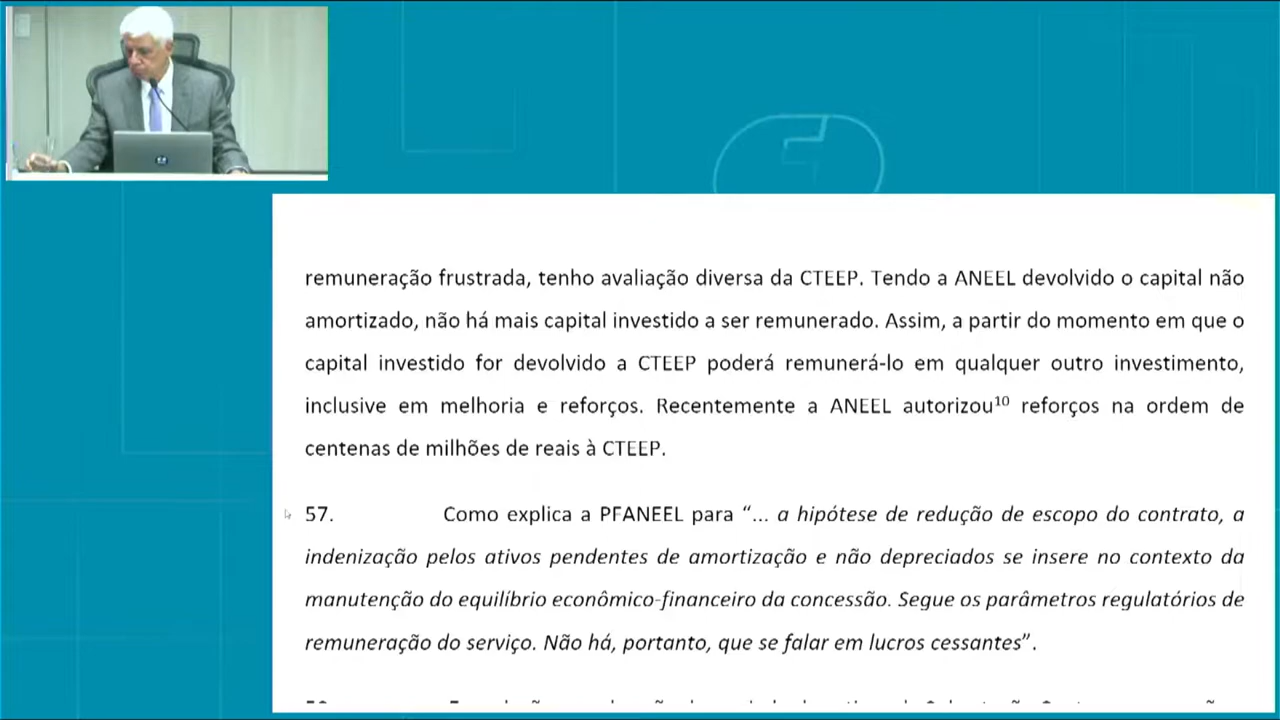 remuneração frustrada, tenho avaliação diversa da CTEEP. Tendo a ANEEL devolvido o capital não
amortizado, não há mais capital investido a ser remunerado. Assim, a partir do momento em que o
capital investido for devolvido a CTEEP poderá remunerá-lo em qualquer outro investimento,
inclusive em melhoria e reforços. Recentemente a ANEEL autorizou¹⁰ reforços na ordem de
centenas de milhões de reais à CTEEP.
57. Como explica a PFANEEL para “... a hipótese de redução de escopo do contrato, a
indenização pelos ativos pendentes de amortização e não depreciados se insere no contexto da
manutenção do equilíbrio econômico-financeiro da concessão. Segue os parâmetros regulatórios de
remuneração do serviço. Não há, portanto, que se falar em lucros cessantes”.